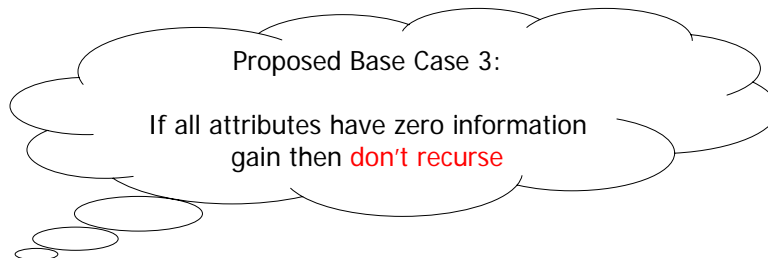 Proposed Base Case 3:
If all attributes have zero information
gain then don't recurse